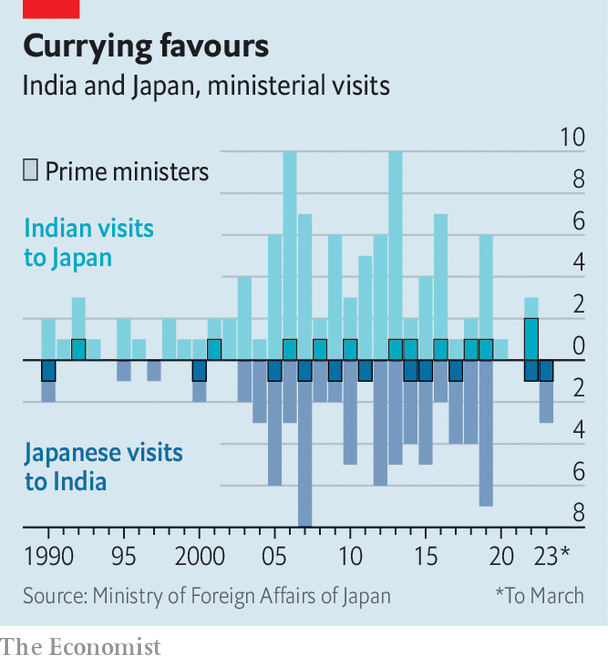 Currying favours
India and Japan, ministerial visits
Prime ministers
Indian visits
to Japan
Japanese visits
to India
10
8
6
4
2
0
2
4
6
8
1990 95 2000 05 10 15 20 23*
Source: Ministry of Foreign Affairs of Japan *To March
The Economist